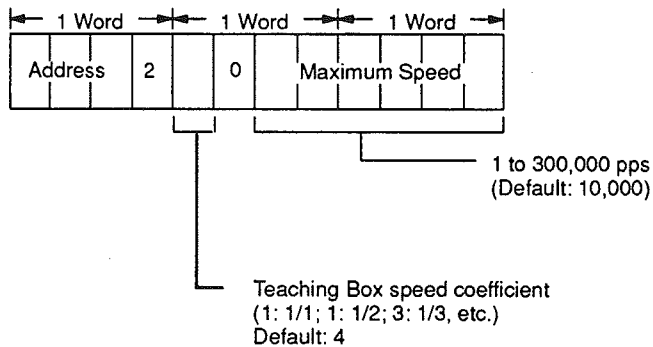 1 Word 1 Word 1 Word
Address 2 0 Maximum Speed
1 to 300,000 pps
(Default: 10,000)
Teaching Box speed coefficient
(1: 1/1; 1: 1/2; 3: 1/3, etc.)
Default: 4